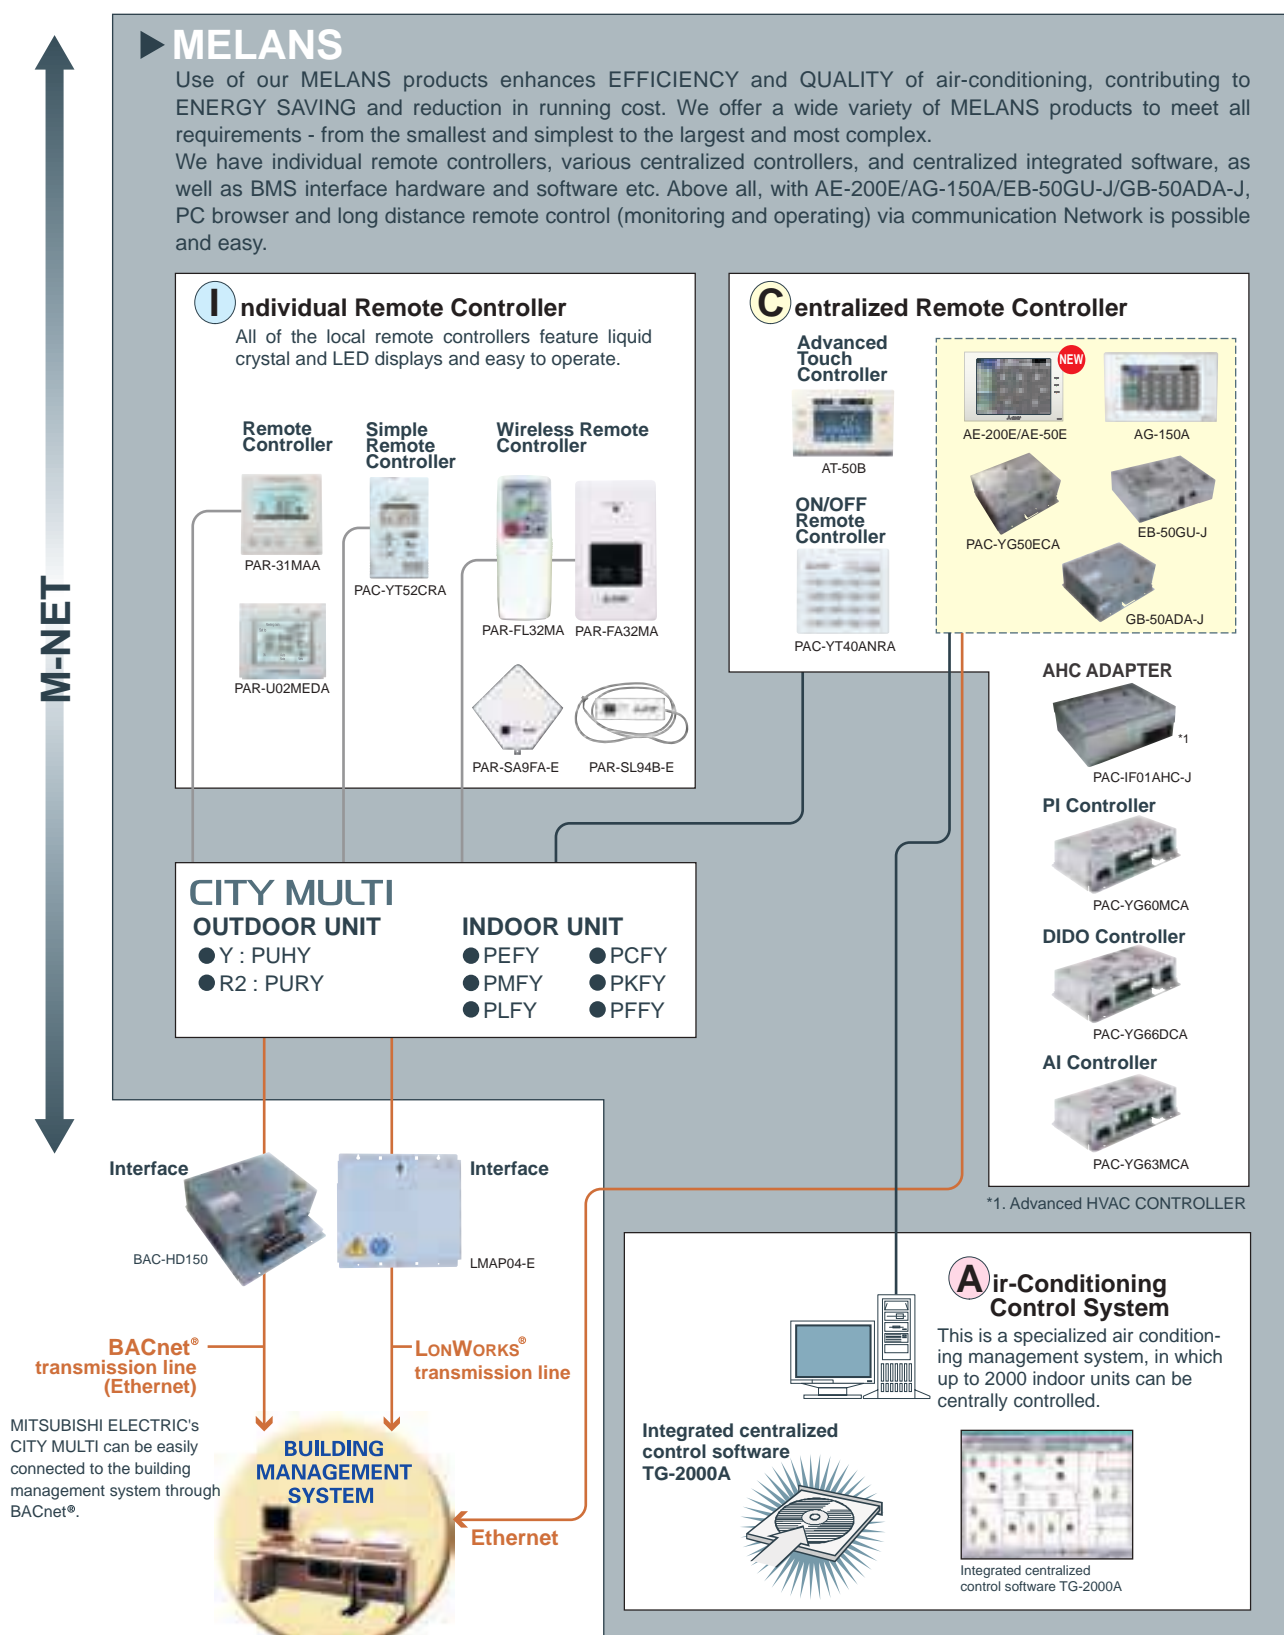 MELANS
Use of our MELANS products enhances EFFICIENCY and QUALITY of air-conditioning, contributing to
ENERGY SAVING and reduction in running cost. We offer a wide variety of MELANS products to meet all
requirements - from the smallest and simplest to the largest and most complex.
We have individual remote controllers, various centralized controllers, and centralized integrated software, as
well as BMS interface hardware and software etc. Above all, with AE-200E/AG-150A/EB-50GU-J/GB-50ADA-J,
PC browser and long distance remote control (monitoring and operating) via communication Network is possible
and easy.
M-NET
Individual Remote Controller
All of the local remote controllers feature liquid
crystal and LED displays and easy to operate.
Remote
Controller
PAR-31MAA
PAR-U02MEDA
Simple
Remote
Controller
PAC-YT52CRA
Wireless Remote
Controller
PAR-FL32MA
PAR-FA32MA
PAR-SA9FA-E
PAR-SL94B-E
Centralized Remote Controller
Advanced
Touch
Controller
AT-50B
ON/OFF
Remote
Controller
PAC-YT40ANRA
NEW
AE-200E/AE-50E
AG-150A
PAC-YG50ECA
EB-50GU-J
GB-50ADA-J
AHC ADAPTER
*1
PAC-IF01AHC-J
PI Controller
PAC-YG60MCA
DIDO Controller
PAC-YG66DCA
AI Controller
PAC-YG63MCA
*1. Advanced HVAC CONTROLLER
CITY MULTI
OUTDOOR UNIT
● Y : PUHY
● R2 : PURY
INDOOR UNIT
● PEFY ● PCFY
● PMFY ● PKFY
● PLFY ● PFFY
Interface
BAC-HD150
Interface
LMAP04-E
BACnet®
transmission line
(Ethernet)
LONWORKS®
transmission line
MITSUBISHI ELECTRIC's
CITY MULTI can be easily
connected to the building
management system through
BACnet®.
BUILDING
MANAGEMENT
SYSTEM
Ethernet
Air-Conditioning
Control System
This is a specialized air condition-
ing management system, in which
up to 2000 indoor units can be
centrally controlled.
Integrated centralized
control software
TG-2000A
Integrated centralized
control software TG-2000A